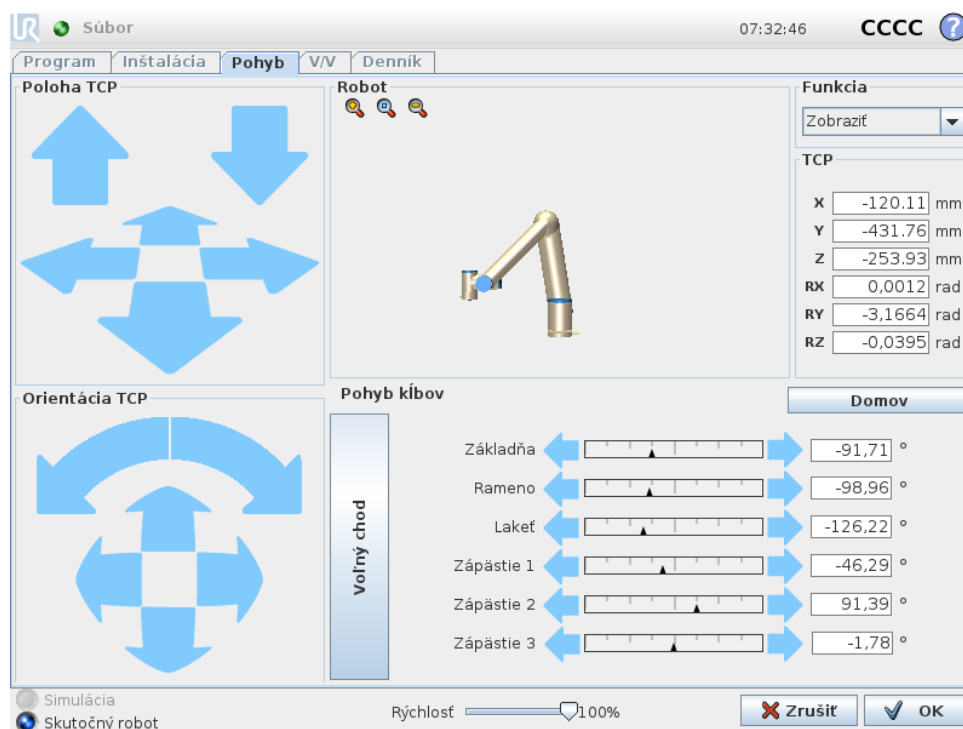 UR Súbor 07:32:46 CCCC ?
Program Inštalácia Pohyb V/V Denník
Poloha TCP
Robot
Funkcia
Zobraziť
TCP
X -120.11 mm
Y -431.76 mm
Z -253.93 mm
RX 0,0012 rad
RY -3,1664 rad
RZ -0,0395 rad
Orientácia TCP
Pohyb kĺbov
Domov
Voľný chod
Základňa -91,71 °
Rameno -98,96 °
Lakeť -126,22 °
Zápästie 1 -46,29 °
Zápästie 2 91,39 °
Zápästie 3 -1,78 °
Simulácia
Skutočný robot
Rýchlosť 100%
Zrušiť OK